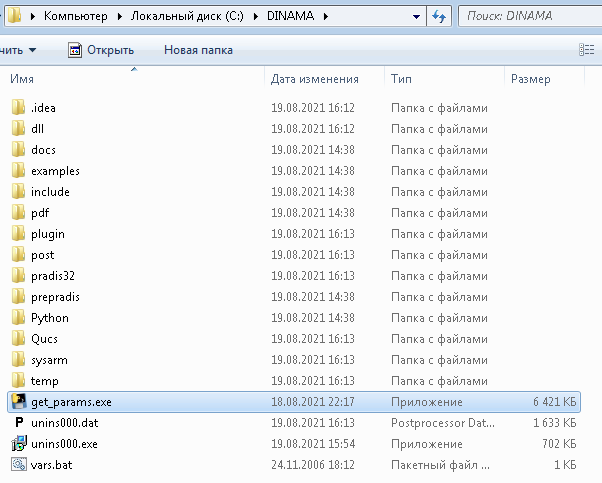 Компьютер Локальный диск (C:) DINAMA Поиск: DINAMA
Открыть Новая папка
Имя Дата изменения Тип Размер
.idea 19.08.2021 16:12 Папка с файлами
dll 19.08.2021 16:12 Папка с файлами
docs 19.08.2021 14:38 Папка с файлами
examples 19.08.2021 14:38 Папка с файлами
include 19.08.2021 14:38 Папка с файлами
pdf 19.08.2021 14:38 Папка с файлами
plugin 19.08.2021 16:13 Папка с файлами
post 19.08.2021 16:13 Папка с файлами
pradis32 19.08.2021 16:13 Папка с файлами
prepradis 19.08.2021 14:38 Папка с файлами
Python 19.08.2021 14:38 Папка с файлами
Qucs 19.08.2021 16:13 Папка с файлами
sysarm 19.08.2021 16:13 Папка с файлами
temp 19.08.2021 16:13 Папка с файлами
get_params.exe 18.08.2021 22:17 Приложение 6 421 КБ
unins000.dat 19.08.2021 16:13 Postprocessor Dat... 1 633 КБ
unins000.exe 19.08.2021 15:54 Приложение 702 КБ
vars.bat 24.11.2006 18:12 Пакетный файл ...